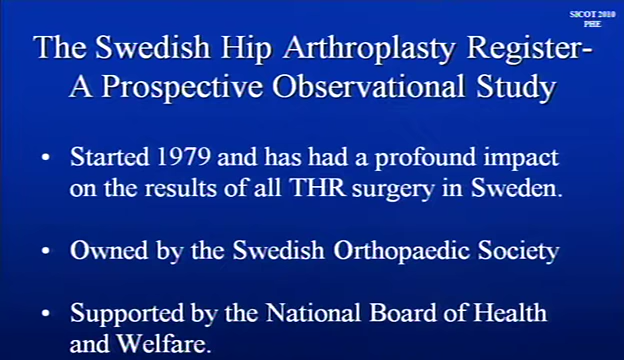 SICOT 2010
PHE
The Swedish Hip Arthroplasty Register-
A Prospective Observational Study
• Started 1979 and has had a profound impact
on the results of all THR surgery in Sweden.
• Owned by the Swedish Orthopaedic Society
• Supported by the National Board of Health
and Welfare.